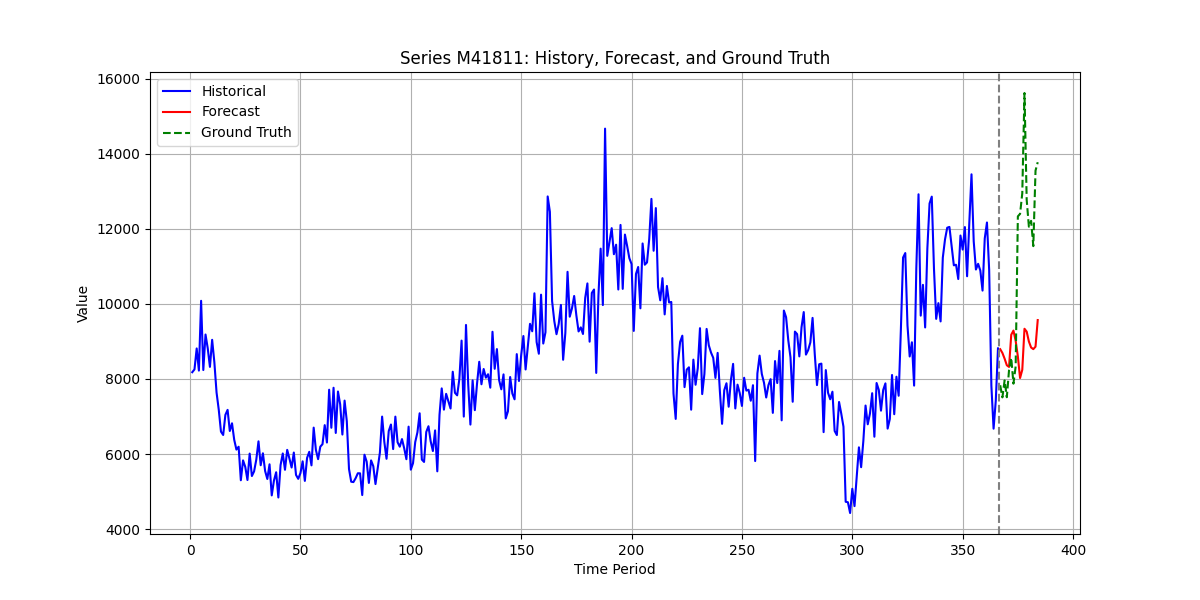 Series M41811: History, Forecast, and Ground Truth
Historical
Forecast
Ground Truth
Value
16000
14000
12000
10000
8000
6000
4000
0 50 100 150 200 250 300 350 400
Time Period